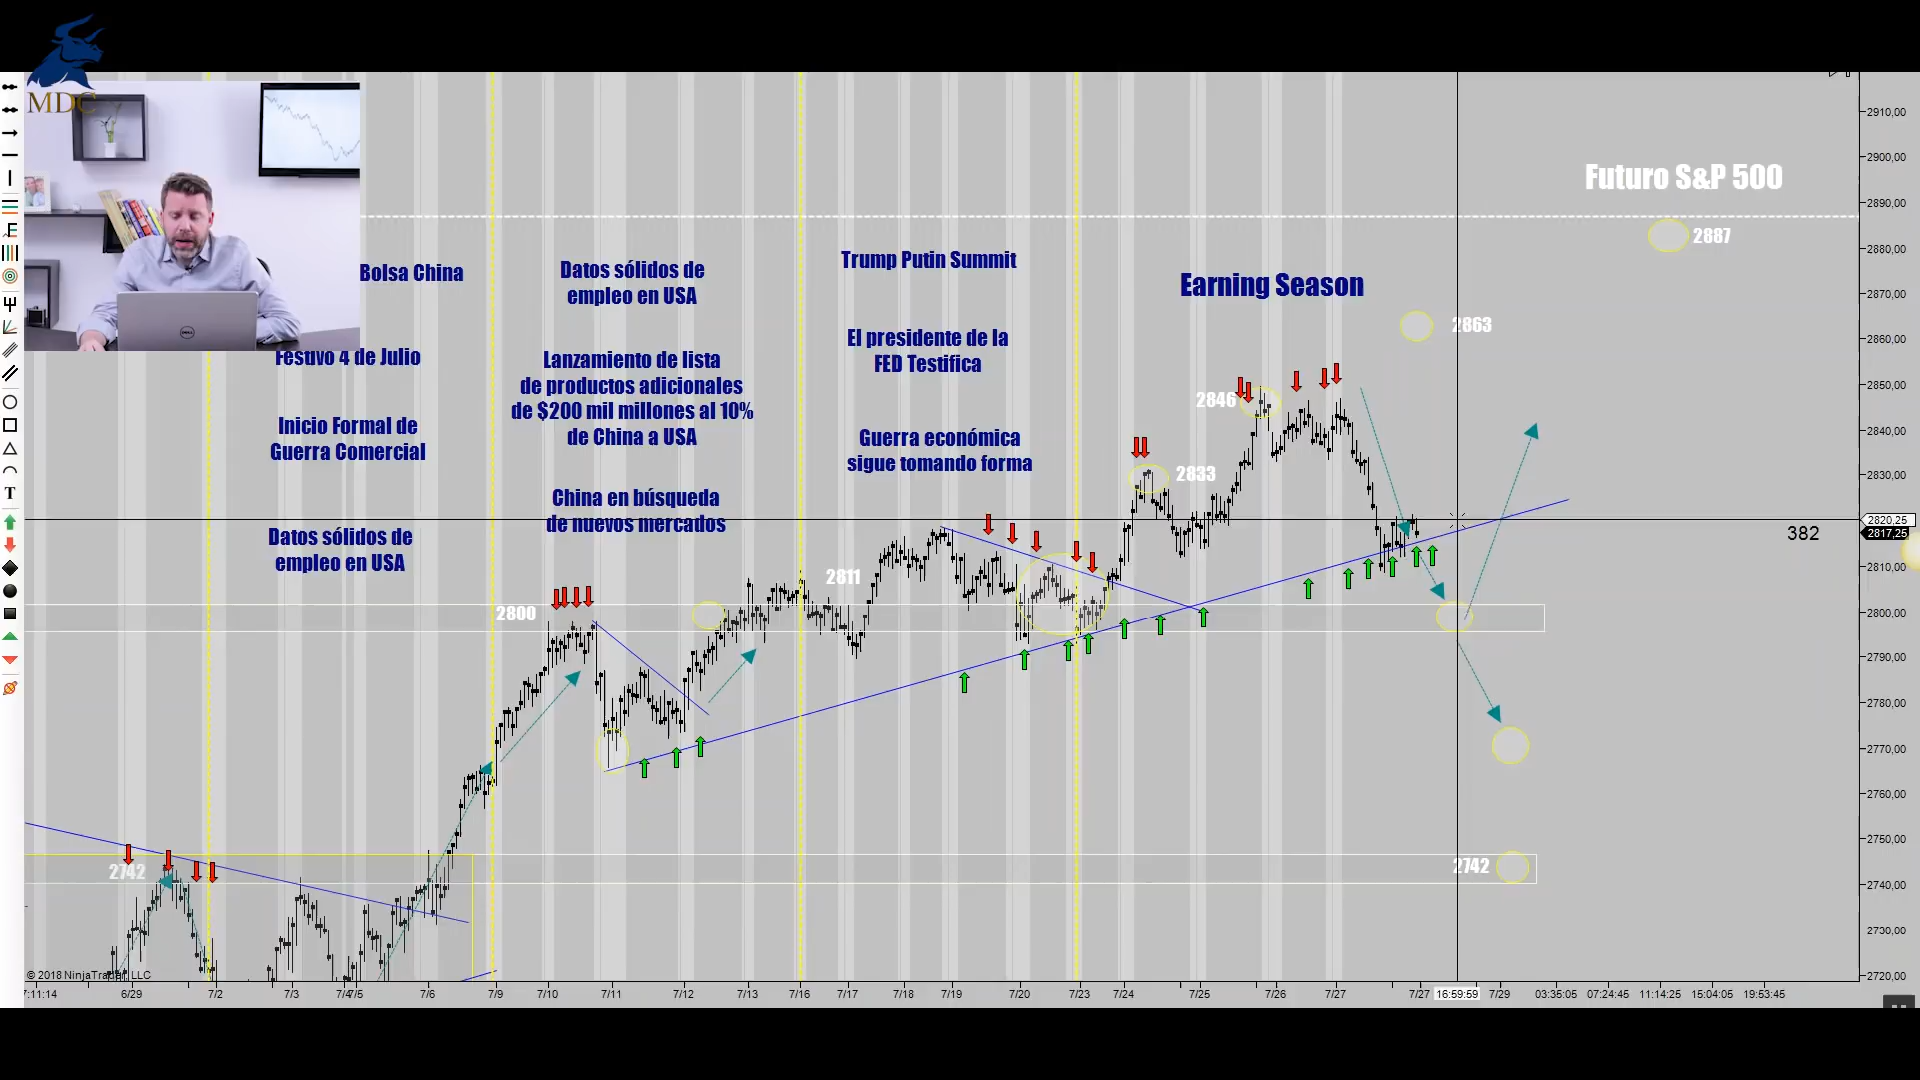 MDC
Futuro S&P 500
2887
Bolsa China
Festivo 4 de Julio
Inicio Formal de
Guerra Comercial
Datos sólidos de
empleo en USA
Datos sólidos de
empleo en USA
Lanzamiento de lista
de productos adicionales
de $200 mil millones al 10%
de China a USA
China en búsqueda
de nuevos mercados
Trump Putin Summit
El presidente de la
FED Testifica
Guerra económica
sigue tomando forma
Earning Season
2863
2846
2833
2811
2800
2742
2742
382
2910,00
2900,00
2890,00
2880,00
2870,00
2860,00
2850,00
2840,00
2830,00
2820,25
2817,25
2810,00
2800,00
2790,00
2780,00
2770,00
2760,00
2750,00
2740,00
2730,00
2720,00
© 2018 NinjaTrader, LLC
7:11:14 6/29 7/2 7/3 7/4 7/5 7/6 7/9 7/10 7/11 7/12 7/13 7/16 7/17 7/18 7/19 7/20 7/23 7/24 7/25 7/26 7/27 7/27 16:59:59 7/29 03:35:05 07:24:45 11:14:25 15:04:05 19:53:45